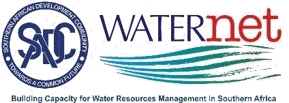 SOUTHERN AFRICAN DEVELOPMENT COMMUNITY
SADC
TOWARDS A COMMON FUTURE
WATERnet
Building Capacity for Water Resources Management in Southern Africa